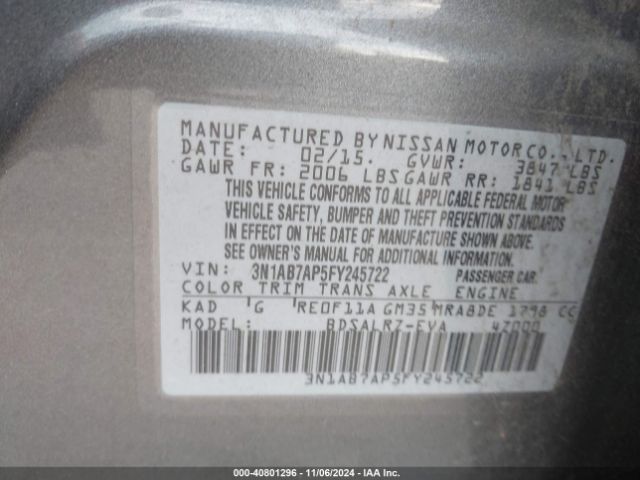 MANUFACTURED BY NISSAN MOTOR CO., LTD.
DATE: 02/15. GVWR: 3847 LBS
GAWR FR: 2006 LBS GAWR RR: 1841 LBS
THIS VEHICLE CONFORMS TO ALL APPLICABLE FEDERAL MOTOR
VEHICLE SAFETY, BUMPER AND THEFT PREVENTION STANDARDS
IN EFFECT ON THE DATE OF MANUFACTURE SHOWN ABOVE.
SEE OWNER'S MANUAL FOR ADDITIONAL INFORMATION.
VIN: 3N1AB7AP5FY245722 PASSENGER CAR.
COLOR TRIM TRANS AXLE ENGINE
KAD G RE0F11A GM35 MRA8DE 1798 CC
MODEL: BDSALRZ-EVA 4Z000
3N1AB7AP5FY245722
000-40801296 - 11/06/2024 - IAA Inc.